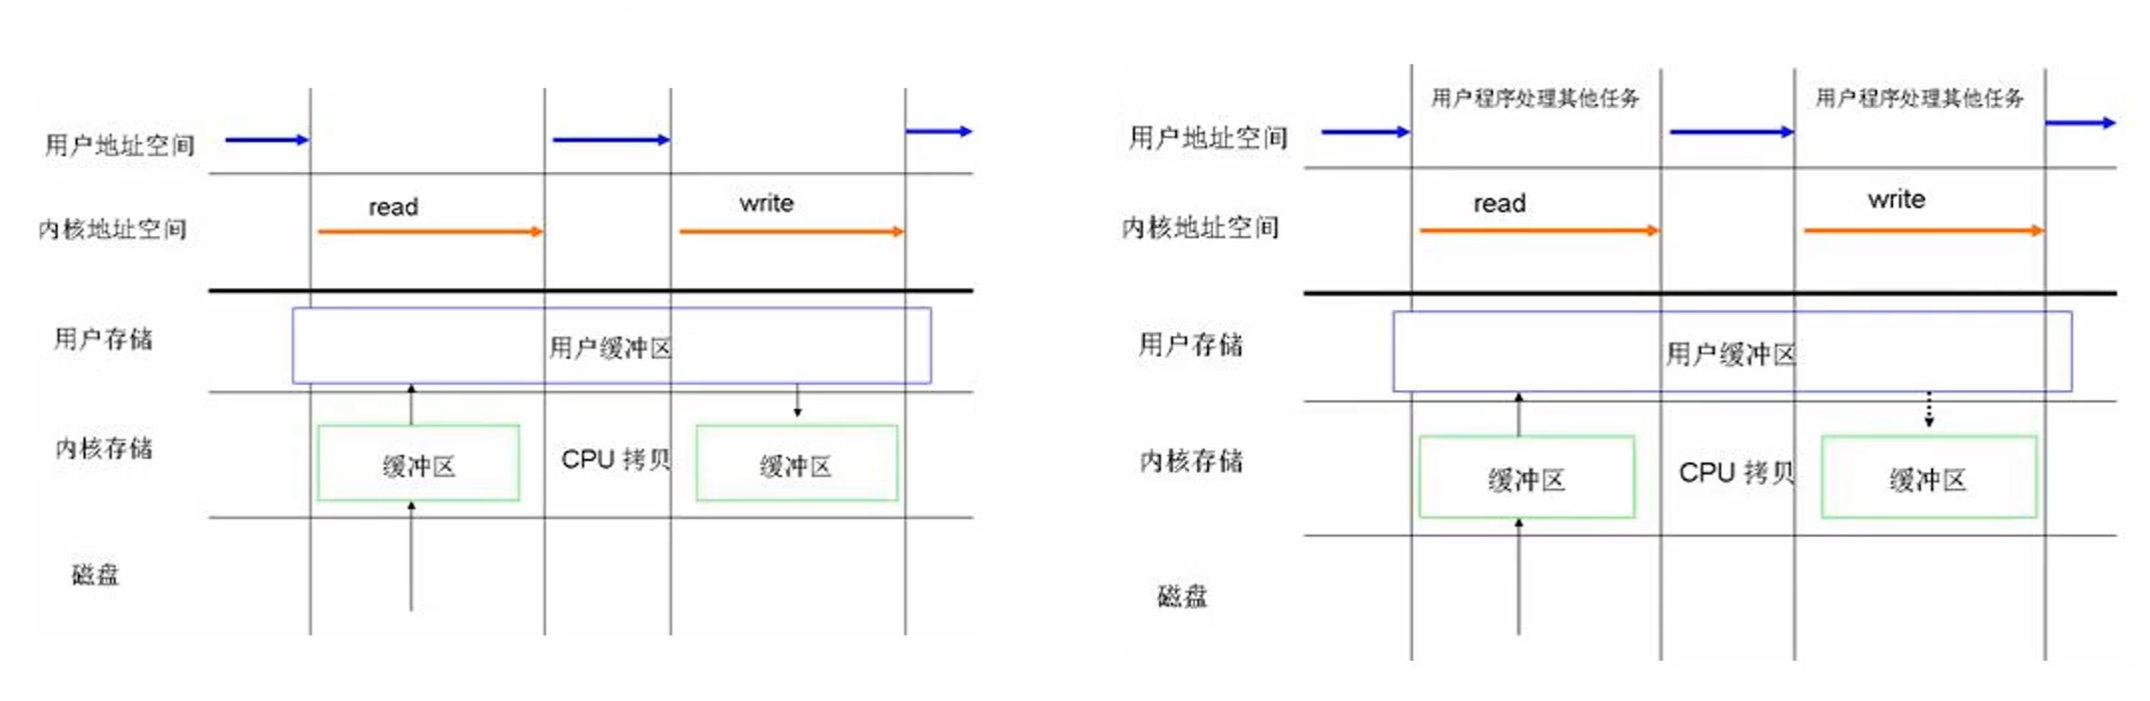 用户地址空间
read
write
内核地址空间
用户存储
用户缓冲区
内核存储
缓冲区
CPU 拷贝
缓冲区
磁盘
用户程序处理其他任务
用户程序处理其他任务
用户地址空间
read
write
内核地址空间
用户存储
用户缓冲区
内核存储
缓冲区
CPU 拷贝
缓冲区
磁盘